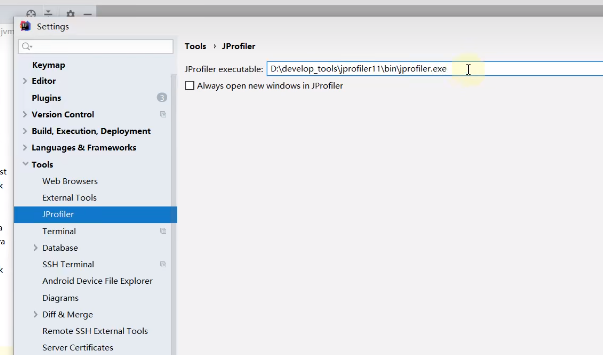 Settings
jvm
Tools › JProfiler
Keymap
JProfiler executable: D:\develop_tools\jprofiler11\bin\jprofiler.exe
Editor
Always open new windows in JProfiler
Plugins 3
Version Control
Build, Execution, Deployment
Languages & Frameworks
Tools
st
Web Browsers
External Tools
JProfiler
Terminal
Database
SSH Terminal
Android Device File Explorer
Diagrams
Diff & Merge
Remote SSH External Tools
Server Certificates